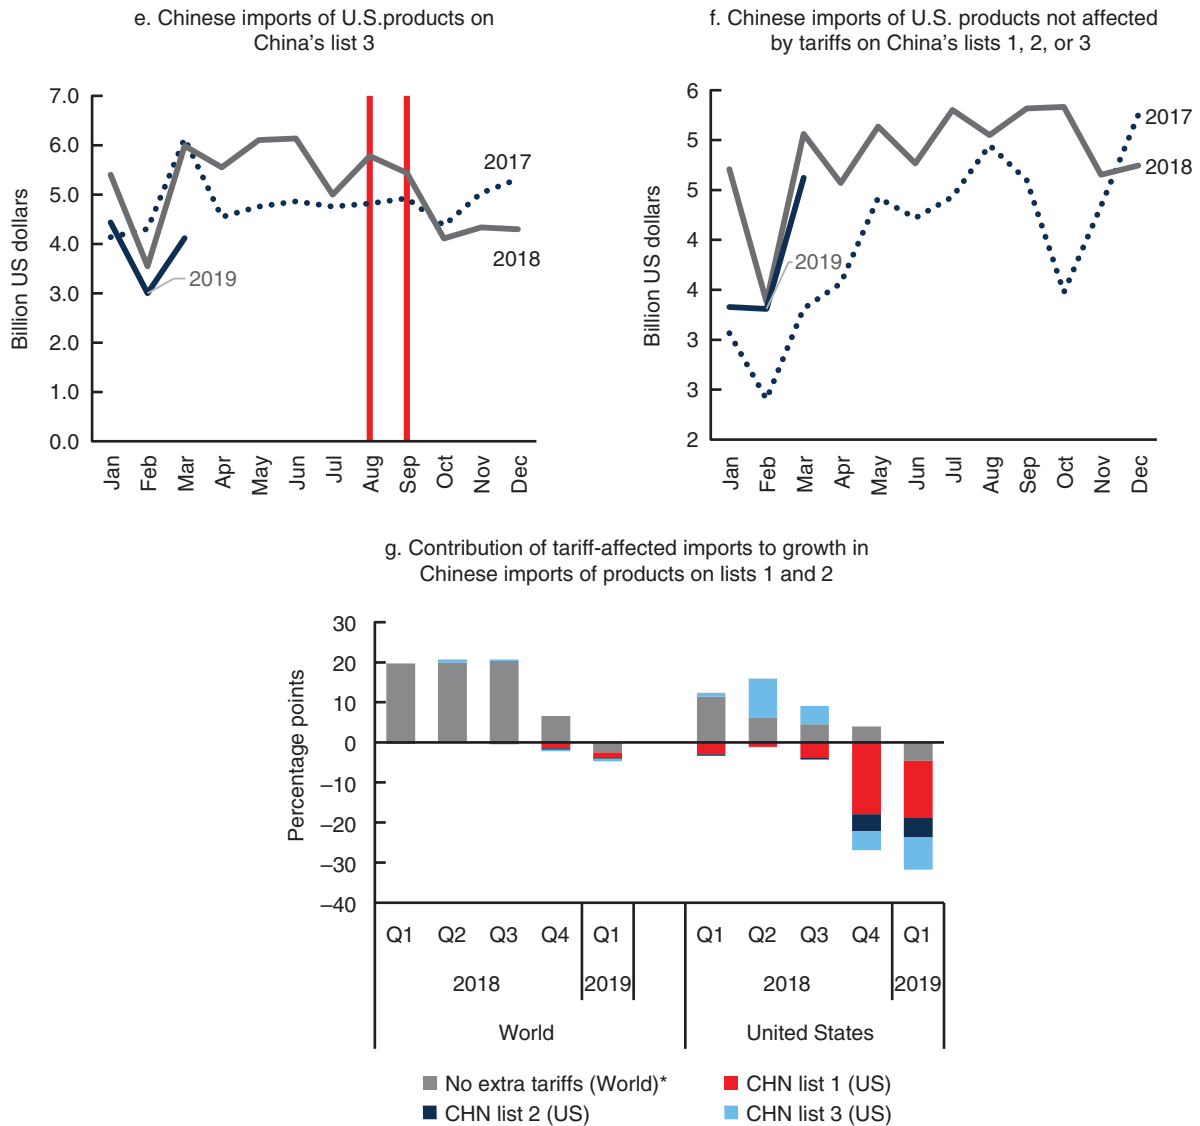 e. Chinese imports of U.S.products on
China's list 3
7.0
6.0
5.0
4.0
3.0
2.0
1.0
0.0
Billion US dollars
2017
2018
2019
Jan
Feb
Mar
Apr
May
Jun
Jul
Aug
Sep
Oct
Nov
Dec
f. Chinese imports of U.S. products not affected
by tariffs on China's lists 1, 2, or 3
6
5
5
4
4
3
3
2
Billion US dollars
2017
2018
2019
Jan
Feb
Mar
Apr
May
Jun
Jul
Aug
Sep
Oct
Nov
Dec
g. Contribution of tariff-affected imports to growth in
Chinese imports of products on lists 1 and 2
30
20
10
0
–10
–20
–30
–40
Percentage points
Q1 Q2 Q3 Q4 Q1 Q1 Q2 Q3 Q4 Q1
2018 2019 2018 2019
World United States
No extra tariffs (World)* CHN list 1 (US)
CHN list 2 (US) CHN list 3 (US)